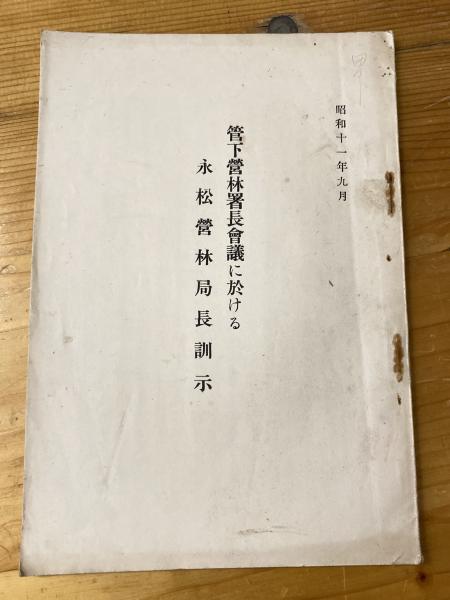 昭和十一年九月
管下營林署長會議に於ける
永松營林局長訓示